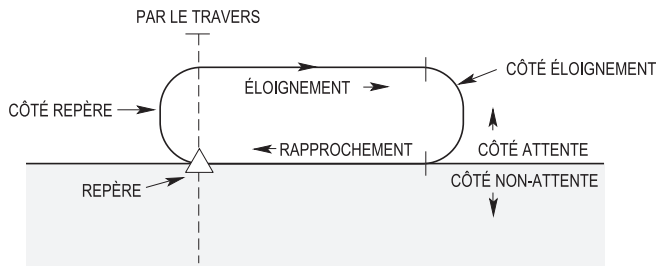 PAR LE TRAVERS
CÔTÉ ÉLOIGNEMENT
ÉLOIGNEMENT
CÔTÉ REPÈRE
RAPPROCHEMENT
CÔTÉ ATTENTE
CÔTÉ NON-ATTENTE
REPÈRE